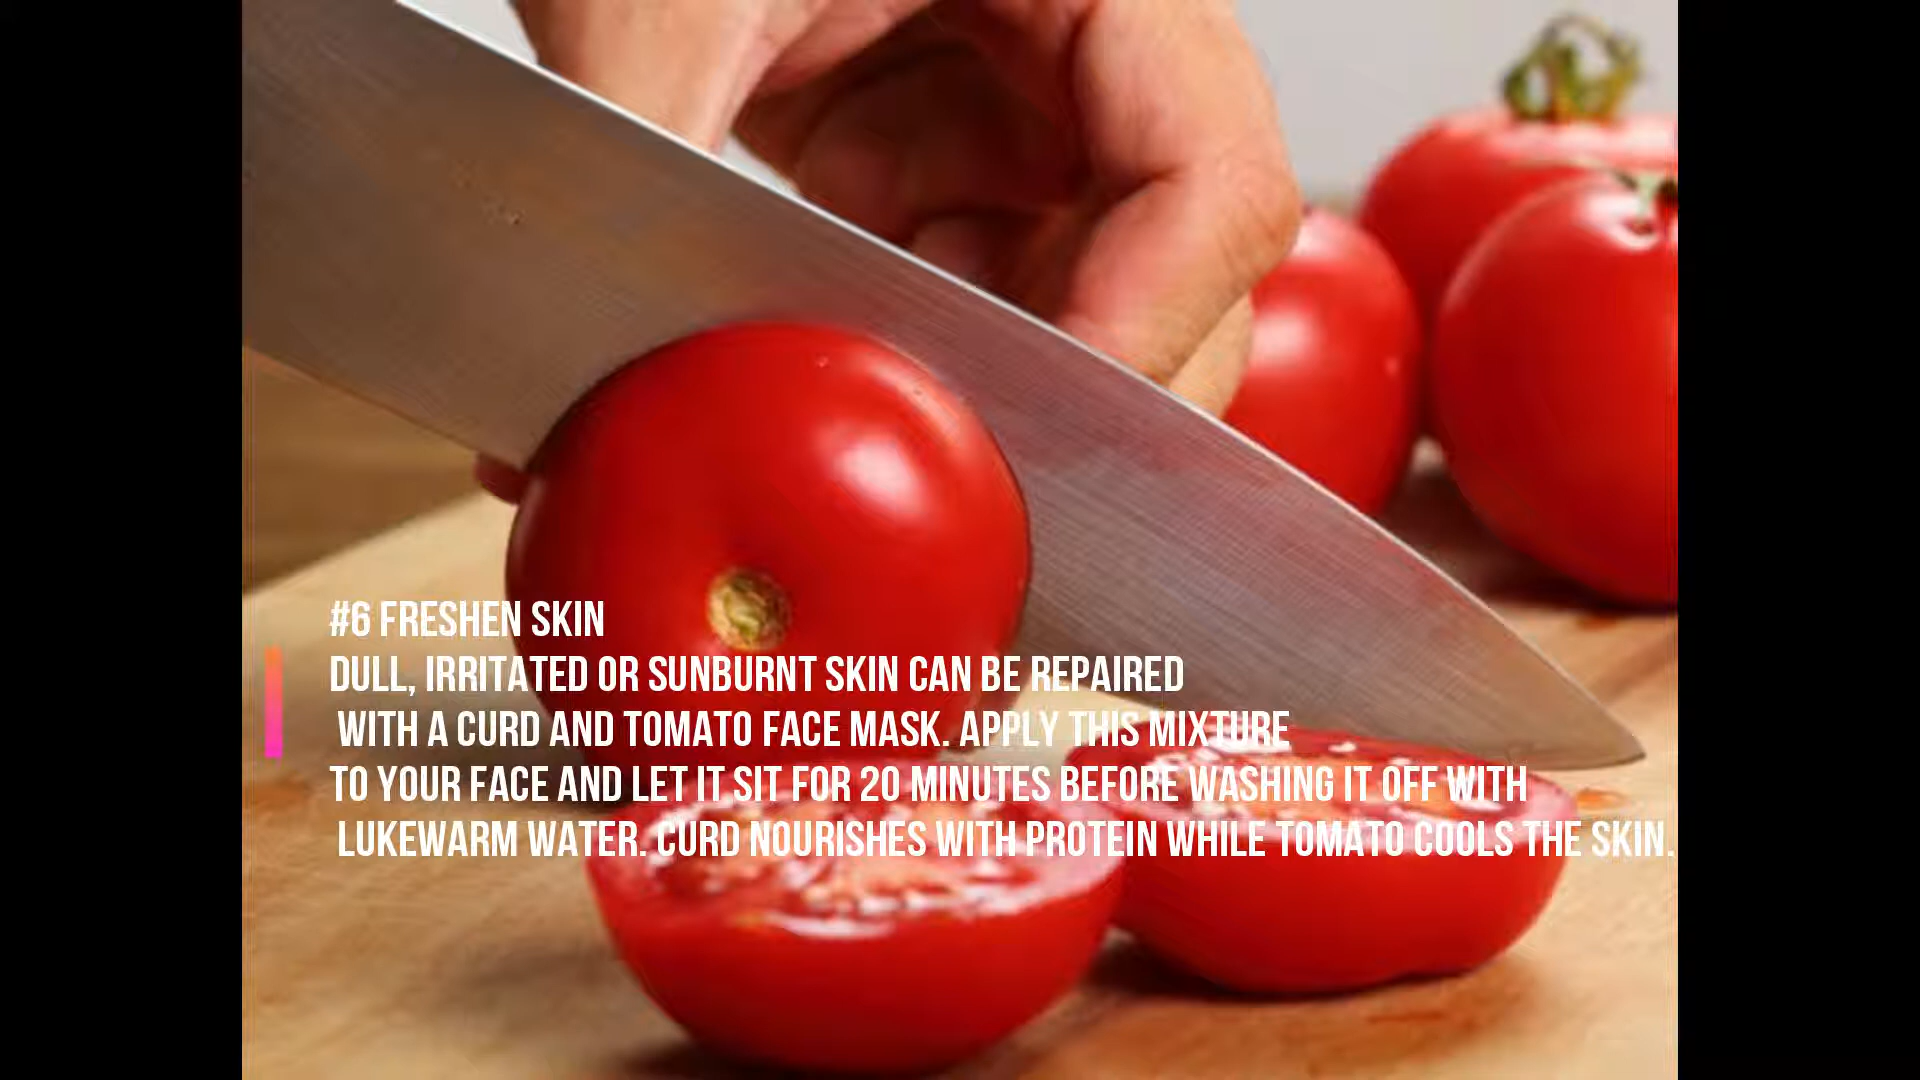 #6 FRESHEN SKIN
DULL, IRRITATED OR SUNBURNT SKIN CAN BE REPAIRED
WITH A CURD AND TOMATO FACE MASK. APPLY THIS MIXTURE
TO YOUR FACE AND LET IT SIT FOR 20 MINUTES BEFORE WASHING IT OFF WITH
LUKEWARM WATER. CURD NOURISHES WITH PROTEIN WHILE TOMATO COOLS THE SKIN.